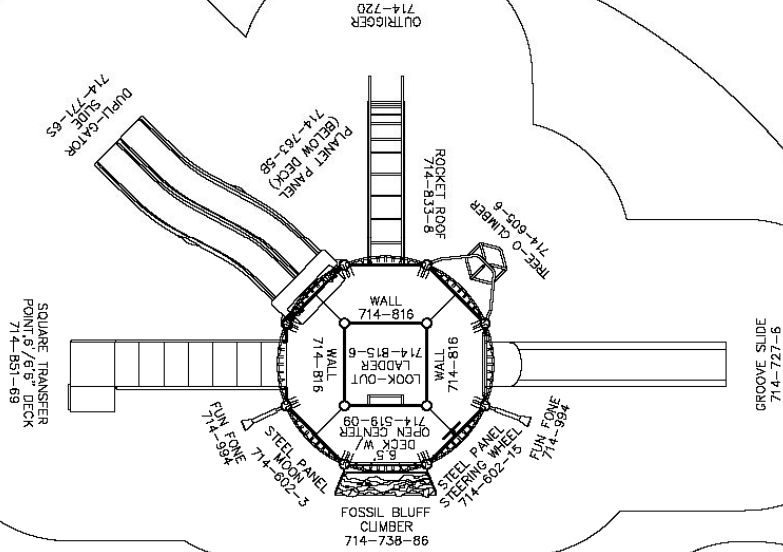 OUTRIGGER
714-720
DUPLI-GATOR
SLIDE
714-771-6S
PLANET PANEL
(BELOW DECK)
714-763-5B
ROCKET ROOF
714-833-8
TREE-O CLIMBER
714-605-6
WALL
714-816
WALL
714-816
LOOK-OUT
LADDER
714-815-6
WALL
714-816
SQUARE TRANSFER
POINT,6'/6'6" DECK
714-851-69
GROOVE SLIDE
714-727-6
FUN FONE
714-994
STEEL PANEL
MOON
714-602-3
6.5'
DECK W/
OPEN CENTER
714-519-09
STEEL PANEL
STEERING WHEEL
714-602-15
FUN FONE
714-994
FOSSIL BLUFF
CLIMBER
714-738-86